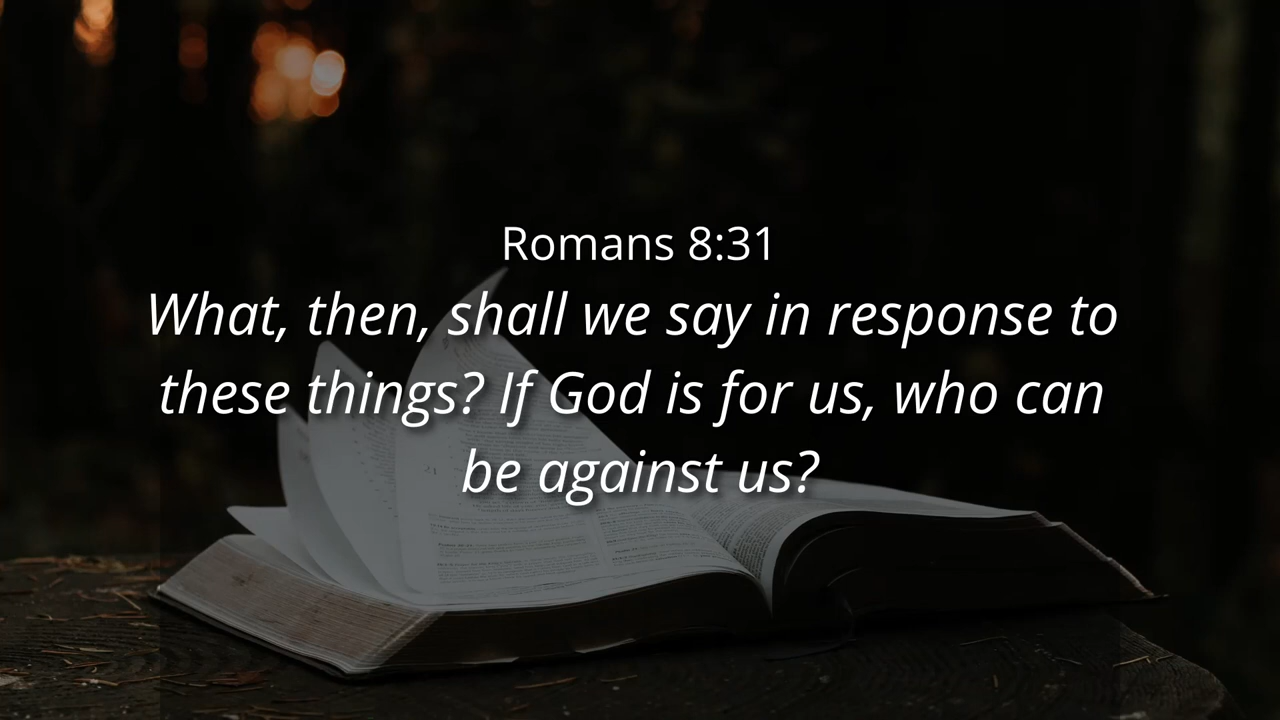 Romans 8:31
What, then, shall we say in response to
these things? If God is for us, who can
be against us?